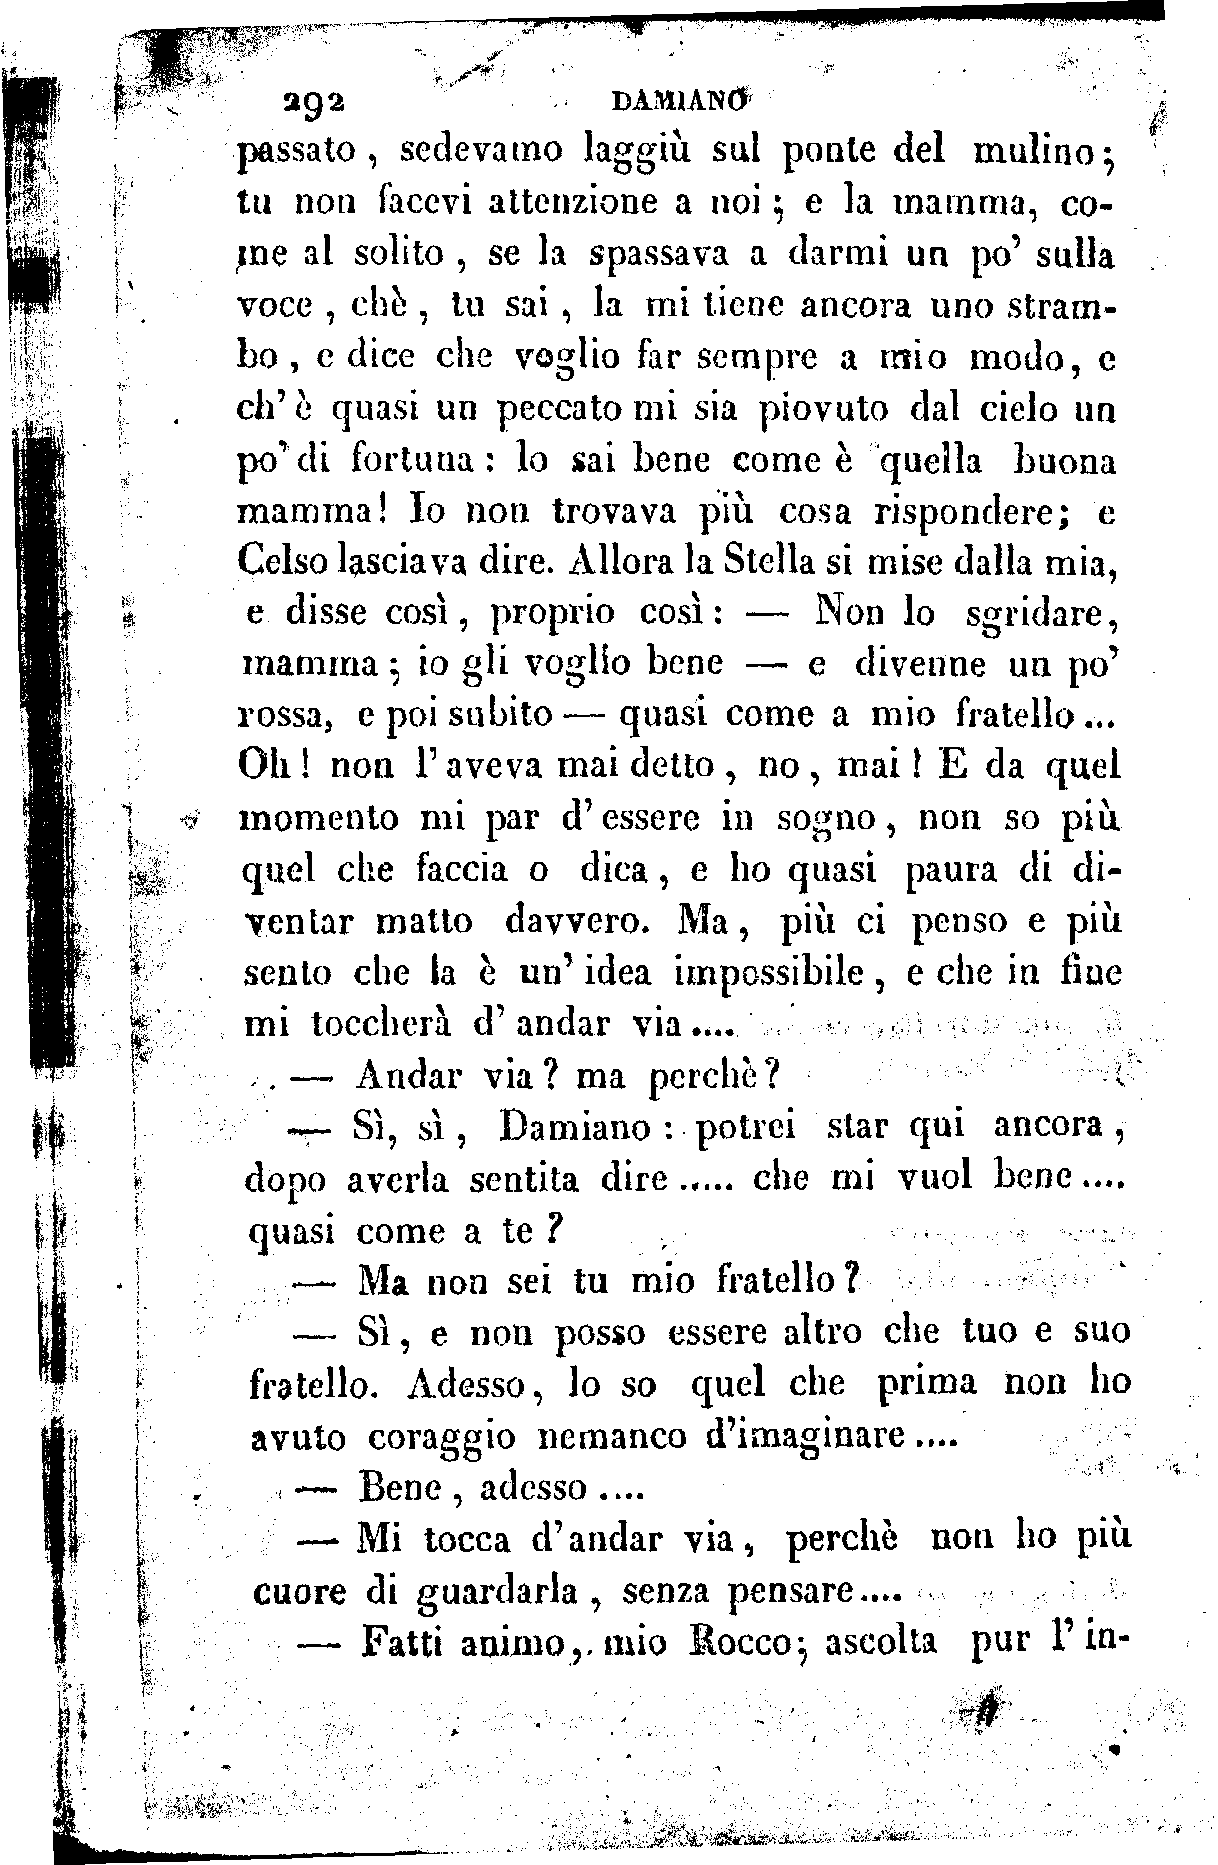 292 DAMIANO
passato , sedevamo laggiù sul ponte del mulino;
tu non facevi attenzione a noi ; e la mamma, co-
me al solito , se la spassava a darmi un po' sulla
voce , chè , tu sai , la mi tiene ancora uno stram-
bo , e dice che voglio far sempre a mio modo, e
ch' è quasi un peccato mi sia piovuto dal cielo un
po' di fortuna : lo sai bene come è quella buona
mamma! Io non trovava più cosa rispondere; e
Celso lasciava dire. Allora la Stella si mise dalla mia,
e disse così, proprio così : — Non lo sgridare,
mamma ; io gli voglio bene — e divenne un po'
rossa, e poi subito — quasi come a mio fratello ...
Oh ! non l' aveva mai detto , no , mai ! E da quel
momento mi par d' essere in sogno , non so più
quel che faccia o dica , e ho quasi paura di di-
ventar matto davvero. Ma , più ci penso e più
sento che la è un' idea impossibile , e che in fine
mi toccherà d' andar via ....
— Andar via ? ma perchè ?
— Sì, sì , Damiano : potrei star qui ancora ,
dopo averla sentita dire ..... che mi vuol bene ....
quasi come a te ?
— Ma non sei tu mio fratello ?
— Sì , e non posso essere altro che tuo e suo
fratello. Adesso, lo so quel che prima non ho
avuto coraggio nemanco d'imaginare ....
— Bene , adesso ....
— Mi tocca d'andar via , perchè non ho più
cuore di guardarla , senza pensare ....
— Fatti animo , mio Rocco; ascolta pur l' in-